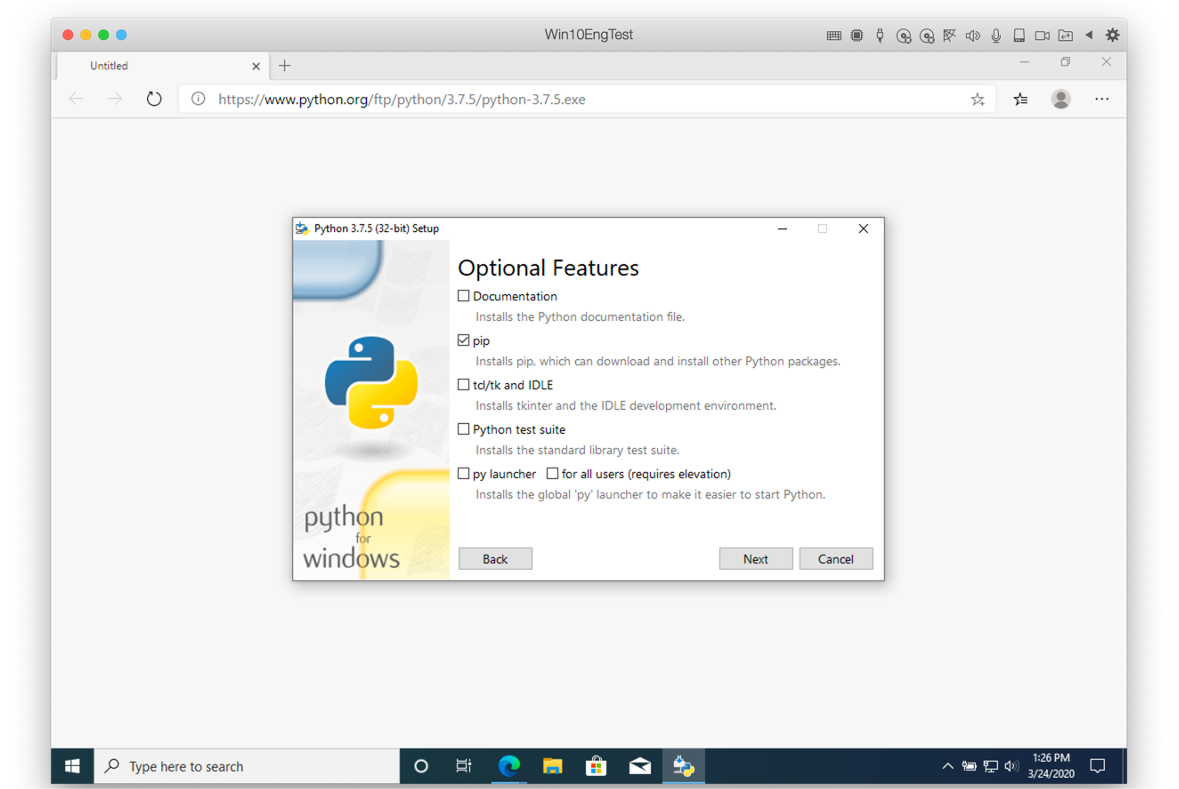 Win10EngTest
Untitled
https://www.python.org/ftp/python/3.7.5/python-3.7.5.exe
Python 3.7.5 (32-bit) Setup
Optional Features
Documentation
Installs the Python documentation file.
pip
Installs pip, which can download and install other Python packages.
tcl/tk and IDLE
Installs tkinter and the IDLE development environment.
Python test suite
Installs the standard library test suite.
py launcher for all users (requires elevation)
Installs the global 'py' launcher to make it easier to start Python.
python
for
windows
Back Next Cancel
Type here to search
1:26 PM
3/24/2020